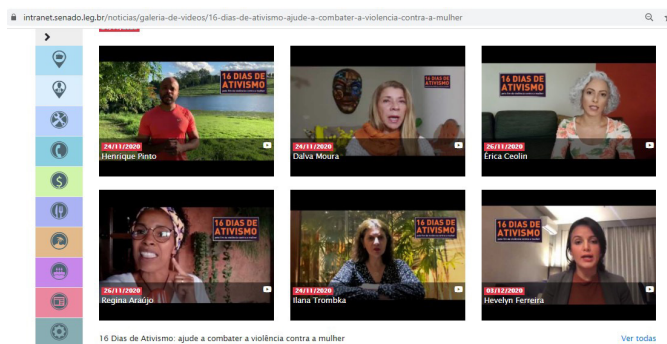 intranet.senado.leg.br/noticias/galeria-de-videos/16-dias-de-ativismo-ajude-a-combater-a-violencia-contra-a-mulher
16 DIAS DE
ATIVISMO
24/11/2020
Henrique Pinto
16 DIAS DE
ATIVISMO
24/11/2020
Dalva Moura
16 DIAS DE
ATIVISMO
26/11/2020
Érica Ceolin
16 DIAS DE
ATIVISMO
26/11/2020
Regina Araújo
16 DIAS DE
ATIVISMO
24/11/2020
Ilana Trombka
16 DIAS DE
ATIVISMO
03/12/2020
Hevelyn Ferreira
16 Dias de Ativismo: ajude a combater a violência contra a mulher
Ver todas